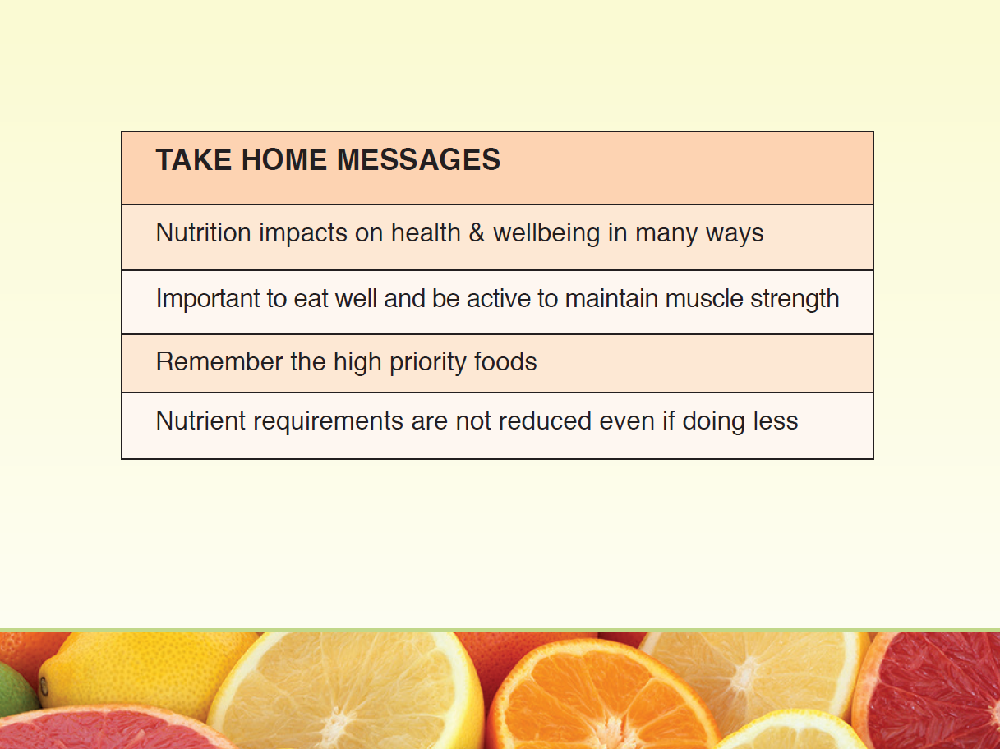 TAKE HOME MESSAGES
Nutrition impacts on health & wellbeing in many ways
Important to eat well and be active to maintain muscle strength
Remember the high priority foods
Nutrient requirements are not reduced even if doing less